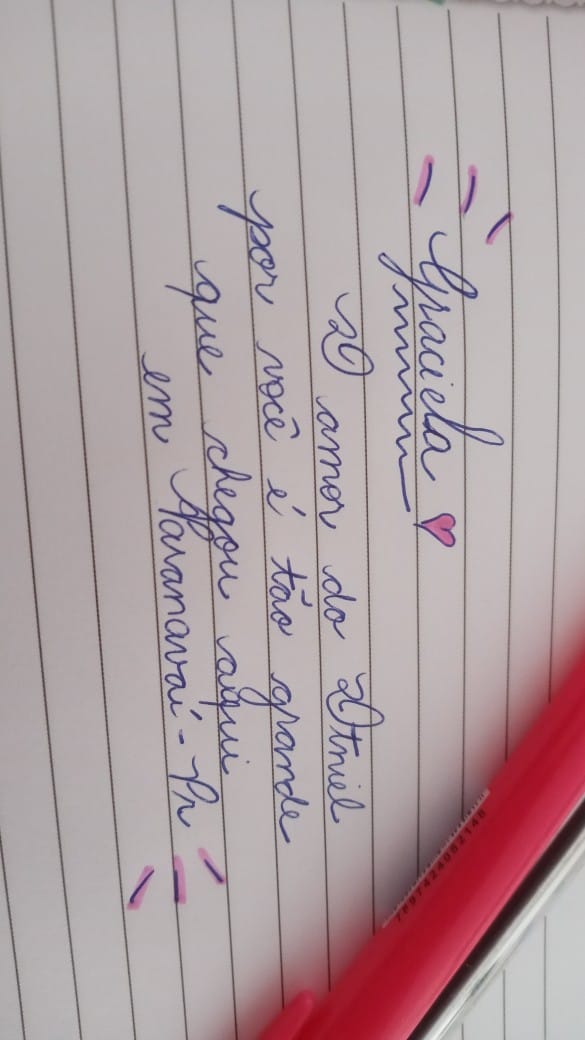 Graciela
O amor do Otniel
por você é tão grande
que chegou aqui
em Paranavaí - Pr